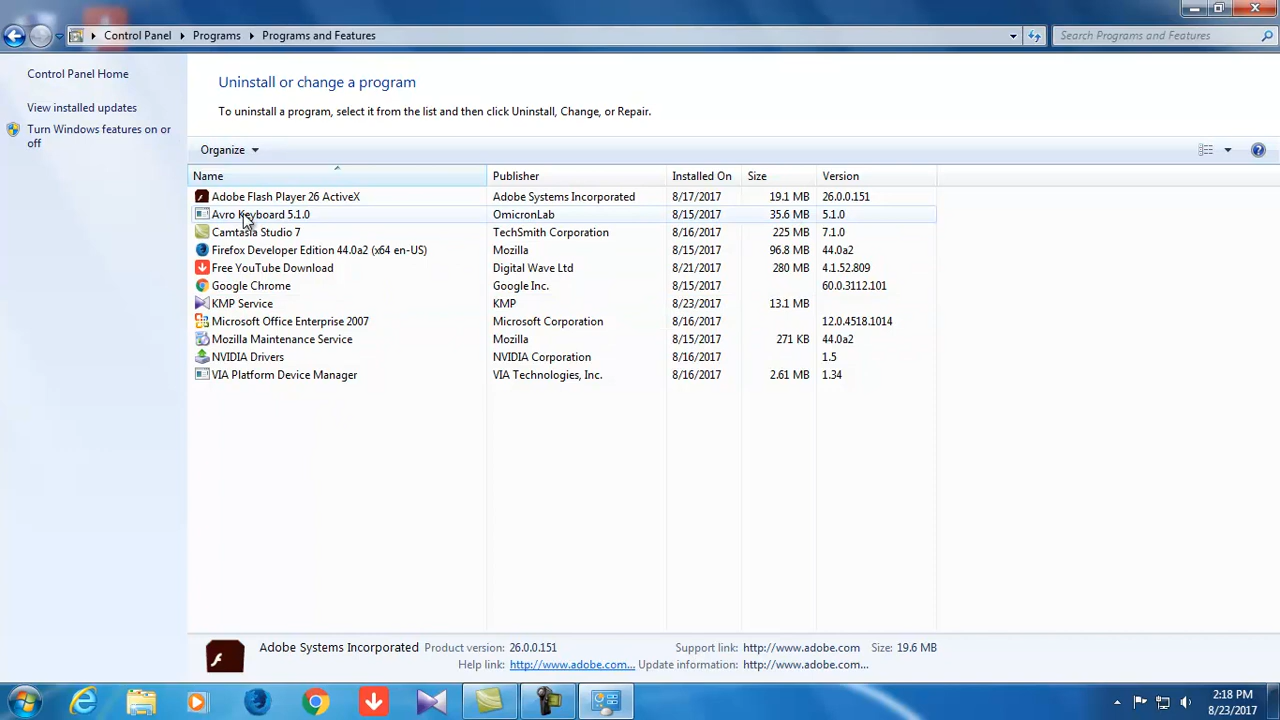 Control Panel Programs Programs and Features Search Programs and Features
Control Panel Home
View installed updates
Turn Windows features on or
off
Uninstall or change a program
To uninstall a program, select it from the list and then click Uninstall, Change, or Repair.
Organize
Name Publisher Installed On Size Version
Adobe Flash Player 26 ActiveX Adobe Systems Incorporated 8/17/2017 19.1 MB 26.0.0.151
Avro Keyboard 5.1.0 OmicronLab 8/15/2017 35.6 MB 5.1.0
Camtasia Studio 7 TechSmith Corporation 8/16/2017 225 MB 7.1.0
Firefox Developer Edition 44.0a2 (x64 en-US) Mozilla 8/15/2017 96.8 MB 44.0a2
Free YouTube Download Digital Wave Ltd 8/21/2017 280 MB 4.1.52.809
Google Chrome Google Inc. 8/15/2017 60.0.3112.101
KMP Service KMP 8/23/2017 13.1 MB
Microsoft Office Enterprise 2007 Microsoft Corporation 8/16/2017 12.0.4518.1014
Mozilla Maintenance Service Mozilla 8/15/2017 271 KB 44.0a2
NVIDIA Drivers NVIDIA Corporation 8/16/2017 1.5
VIA Platform Device Manager VIA Technologies, Inc. 8/16/2017 2.61 MB 1.34
Adobe Systems Incorporated Product version: 26.0.0.151 Support link: http://www.adobe.com Size: 19.6 MB
Help link: http://www.adobe.com... Update information: http://www.adobe.com...
2:18 PM
8/23/2017